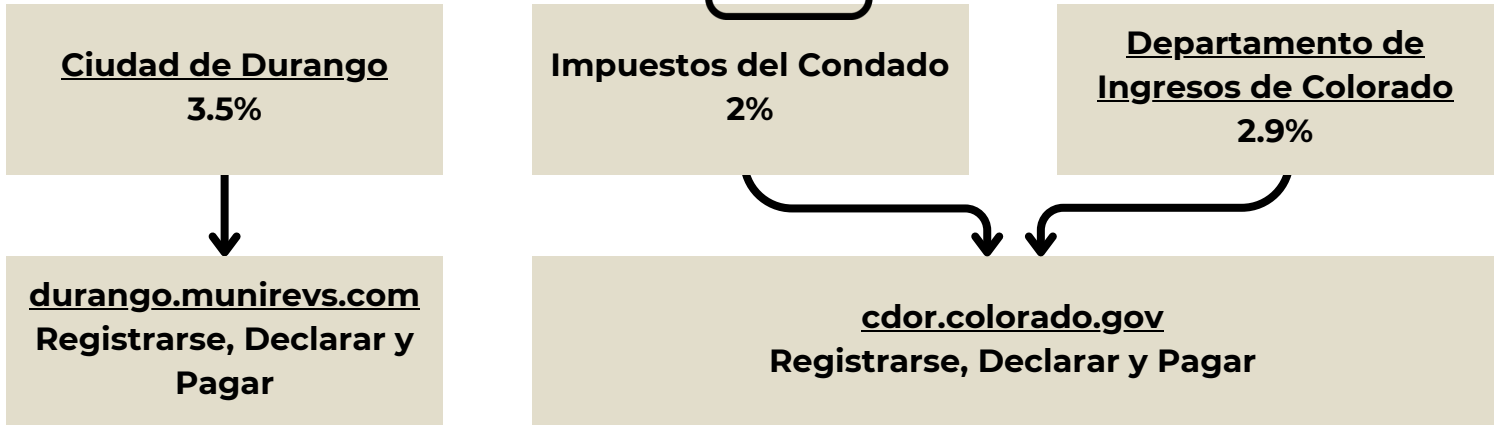 Ciudad de Durango
3.5%
Impuestos del Condado
2%
Departamento de
Ingresos de Colorado
2.9%
durango.munirevs.com
Registrarse, Declarar y
Pagar
cdor.colorado.gov
Registrarse, Declarar y Pagar